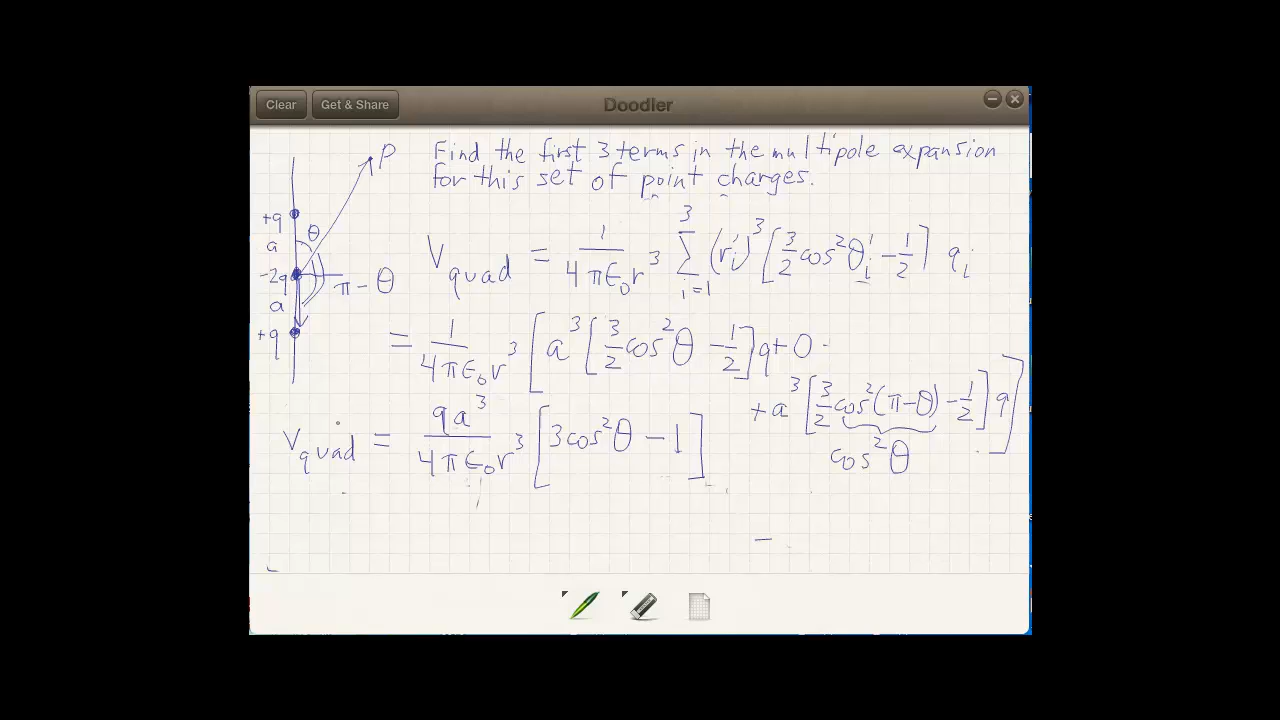 Clear Get & Share Doodler
Find the first 3 terms in the multipole expansion
for this set of point charges.
P
+q
θ
a
-2q
π - θ
a
+q
V_quad = 1/(4πϵ₀r³) ∑_{i=1}^{3} (r_i')³ [3/2 cos²θ_i' - 1/2] q_i
= 1/(4πϵ₀r³) [a³ [3/2 cos²θ - 1/2] q + 0
+ a³ [3/2 cos²(π-θ) - 1/2] q]
cos²θ
V_quad = qa³/(4πϵ₀r³) [3cos²θ - 1]